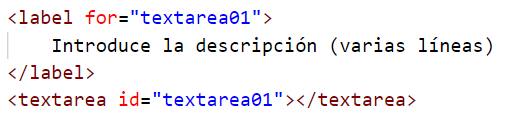 <label for="textarea01">
    Introduce la descripción (varias líneas)
</label>
<textarea id="textarea01"></textarea>